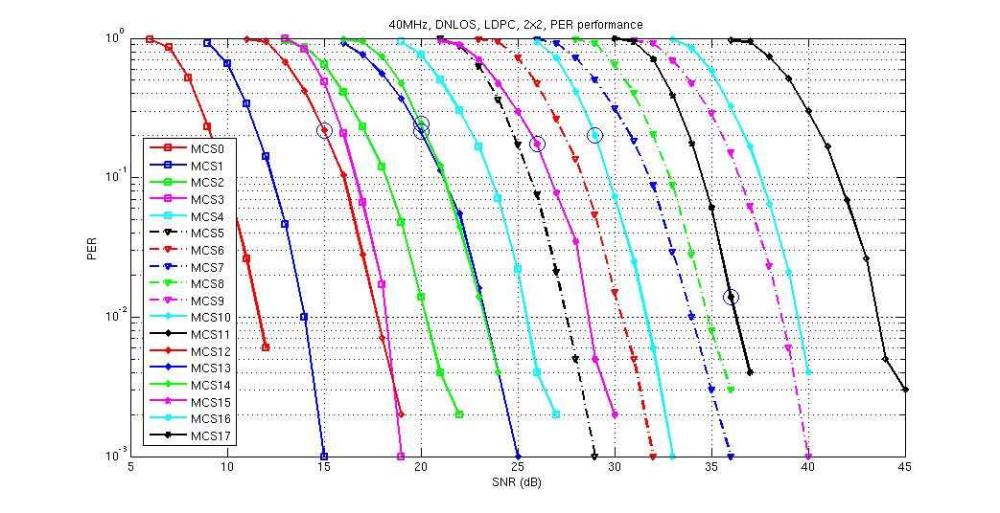 40MHz, DNLOS, LDPC, 2x2, PER performance
10^0
10^-1
10^-2
10^-3
PER
MCS0
MCS1
MCS2
MCS3
MCS4
MCS5
MCS6
MCS7
MCS8
MCS9
MCS10
MCS11
MCS12
MCS13
MCS14
MCS15
MCS16
MCS17
5 10 15 20 25 30 35 40 45
SNR (dB)